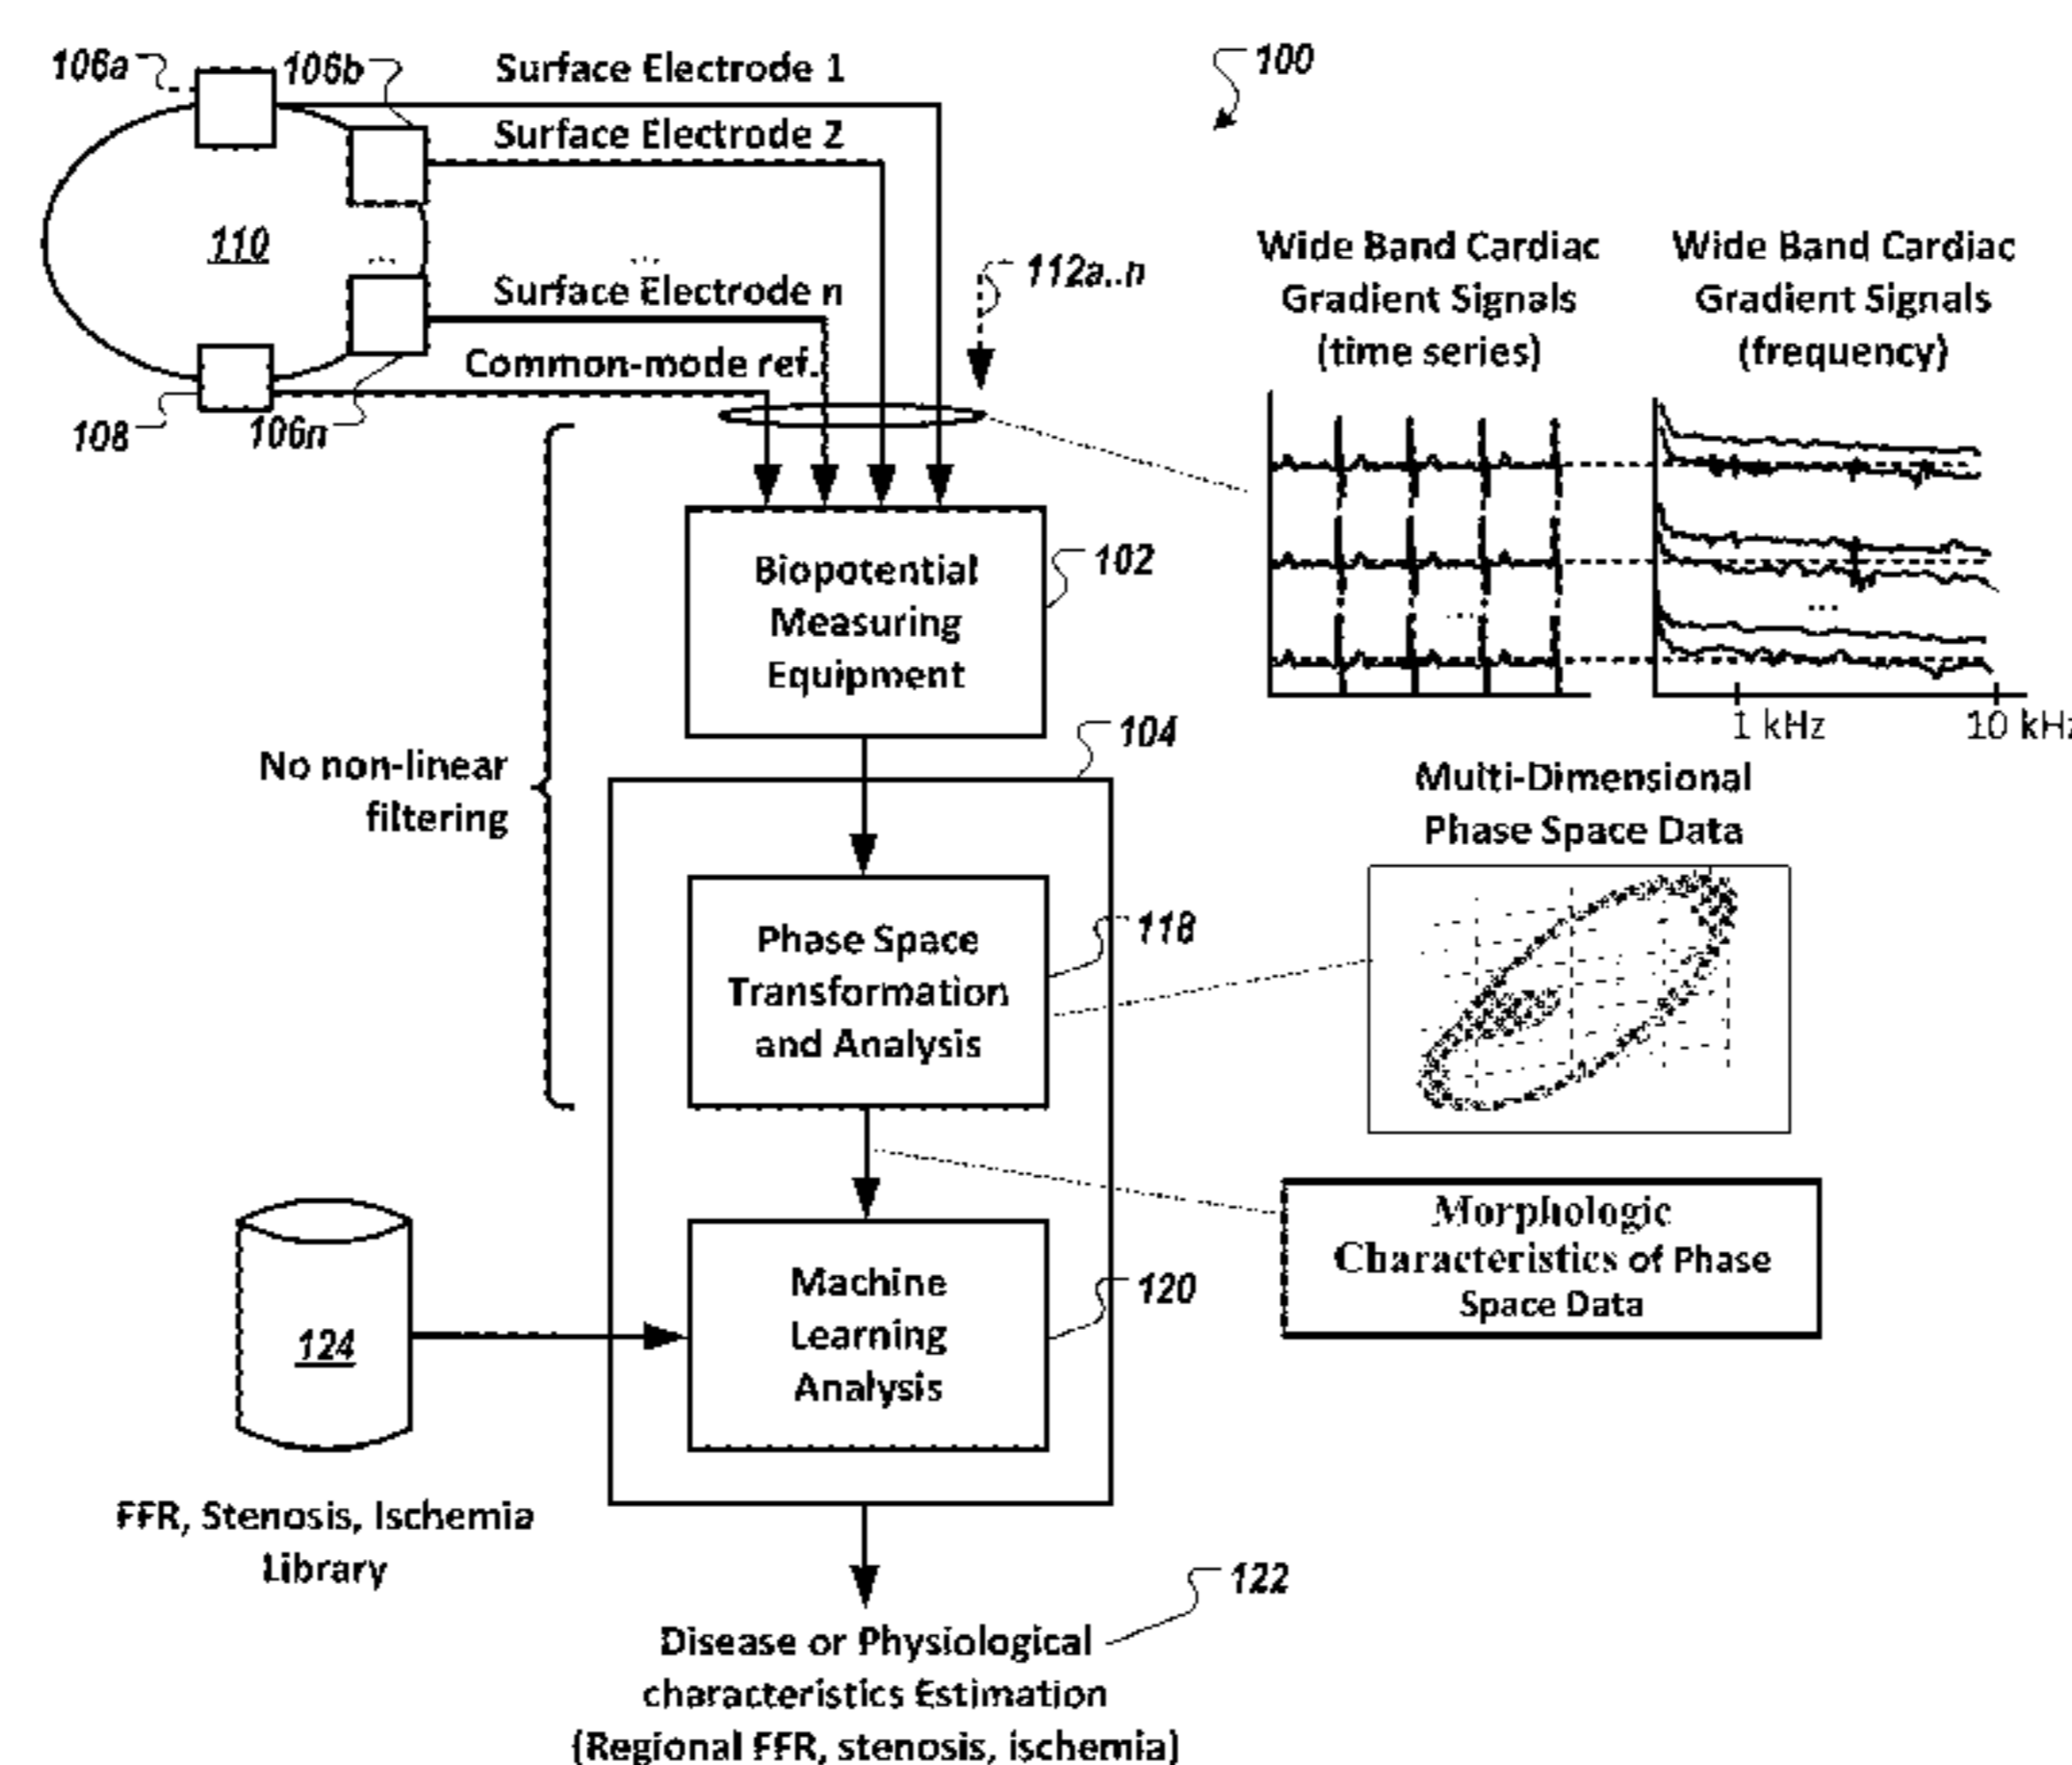 106a
106b
Surface Electrode 1
100
Surface Electrode 2
110
...
...
Surface Electrode n
112a..n
Common-mode ref.
108
106n
Wide Band Cardiac
Gradient Signals
(time series)
Wide Band Cardiac
Gradient Signals
(frequency)
...
...
1 kHz
10 kHz
Biopotential
Measuring
Equipment
102
104
No non-linear
filtering
Multi-Dimensional
Phase Space Data
Phase Space
Transformation
and Analysis
118
Morphologic
Characteristics of Phase
Space Data
Machine
Learning
Analysis
120
124
FFR, Stenosis, Ischemia
Library
122
Disease or Physiological
characteristics Estimation
(Regional FFR, stenosis, ischemia)